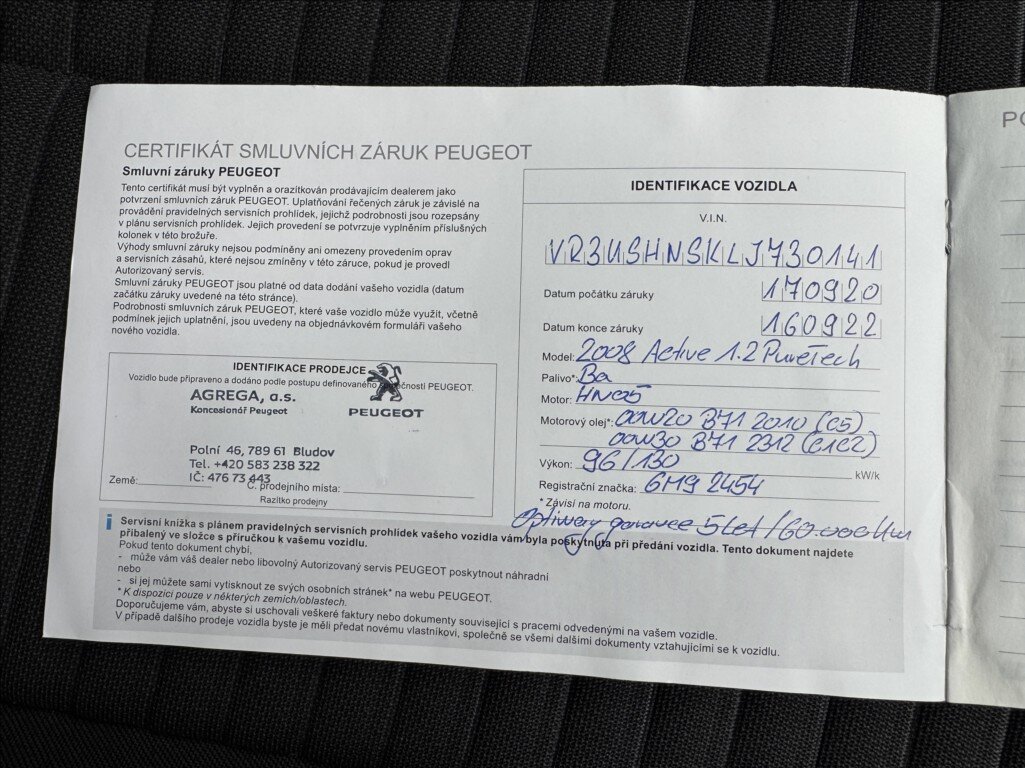 CERTIFIKÁT SMLUVNÍCH ZÁRUK PEUGEOT
Smluvní záruky PEUGEOT
Tento certifikát musí být vyplněn a orazítkován prodávajícím dealerem jako
potvrzení smluvních záruk PEUGEOT. Uplatňování řečených záruk je závislé na
provádění pravidelných servisních prohlídek, jejichž podrobnosti jsou rozepsány
v plánu servisních prohlídek. Jejich provedení se potvrzuje vyplněním příslušných
kolonek v této brožuře.
Výhody smluvní záruky nejsou podmíněny ani omezeny provedením oprav
a servisních zásahů, které nejsou zmíněny v této záruce, pokud je provedl
Autorizovaný servis.
Smluvní záruky PEUGEOT jsou platné od data dodání vašeho vozidla (datum
začátku záruky uvedené na této stránce).
Podrobnosti smluvních záruk PEUGEOT, které vaše vozidlo může využít, včetně
podmínek jejich uplatnění, jsou uvedeny na objednávkovém formuláři vašeho
nového vozidla.
IDENTIFIKACE PRODEJCE
Vozidlo bude připraveno a dodáno podle postupu definovaného společností PEUGEOT.
AGREGA, a.s.
Koncesionář Peugeot
PEUGEOT
Polní 46, 789 61 Bludov
Tel. +420 583 238 322
IČ: 476 73 443
Země: Č. prodejního místa:
Razítko prodejny
IDENTIFIKACE VOZIDLA
V.I.N.
VR3USHNSKLJ730141
Datum počátku záruky 170920
Datum konce záruky 160922
Model: 2008 Active 1.2 PureTech
Palivo*: Ba
Motor: HN05
Motorový olej*: 00W20 B71 2010 (C5)
00W30 B71 2312 (C1C2)
Výkon: 96/130 kW/k
Registrační značka: 6M9 2454
* Závisí na motoru.
5 let / 60.000 km
Servisní knížka s plánem pravidelných servisních prohlídek vašeho vozidla vám byla poskytnuta při předání vozidla. Tento dokument najdete
přibalený ve složce s příručkou k vašemu vozidlu.
Pokud tento dokument chybí,
- může vám váš dealer nebo libovolný Autorizovaný servis PEUGEOT poskytnout náhradní
nebo
- si jej můžete sami vytisknout ze svých osobních stránek* na webu PEUGEOT.
* K dispozici pouze v některých zemích/oblastech.
Doporučujeme vám, abyste si uschovali veškeré faktury nebo dokumenty související s pracemi odvedenými na vašem vozidle.
V případě dalšího prodeje vozidla byste je měli předat novému vlastníkovi, společně se všemi dalšími dokumenty vztahujícími se k vozidlu.